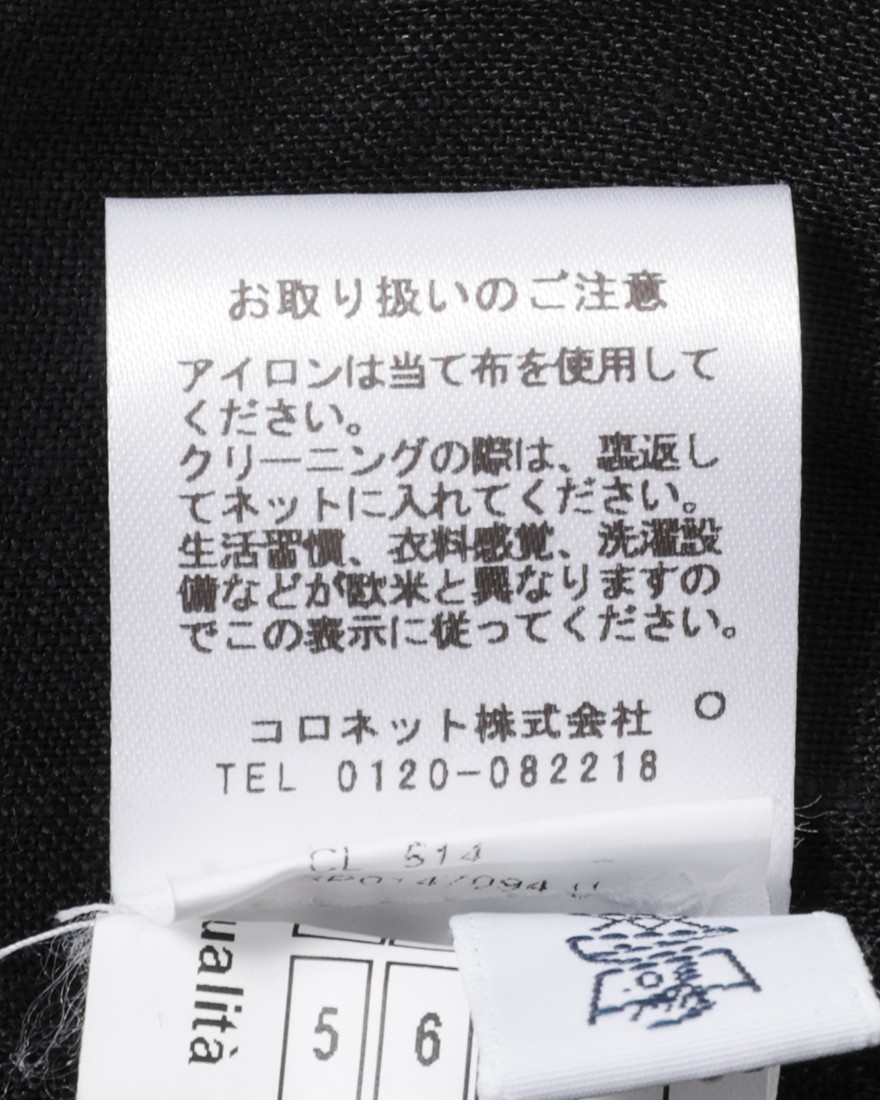 お取り扱いのご注意
アイロンは当て布を使用して
ください。
クリーニングの際は、裏返し
てネットに入れてください。
生活習慣、衣料感覚、洗濯設
備などが欧米と異なりますの
でこの表示に従ってください。
コロネット株式会社
TEL 0120-082218
CL 514
ualità
5 6